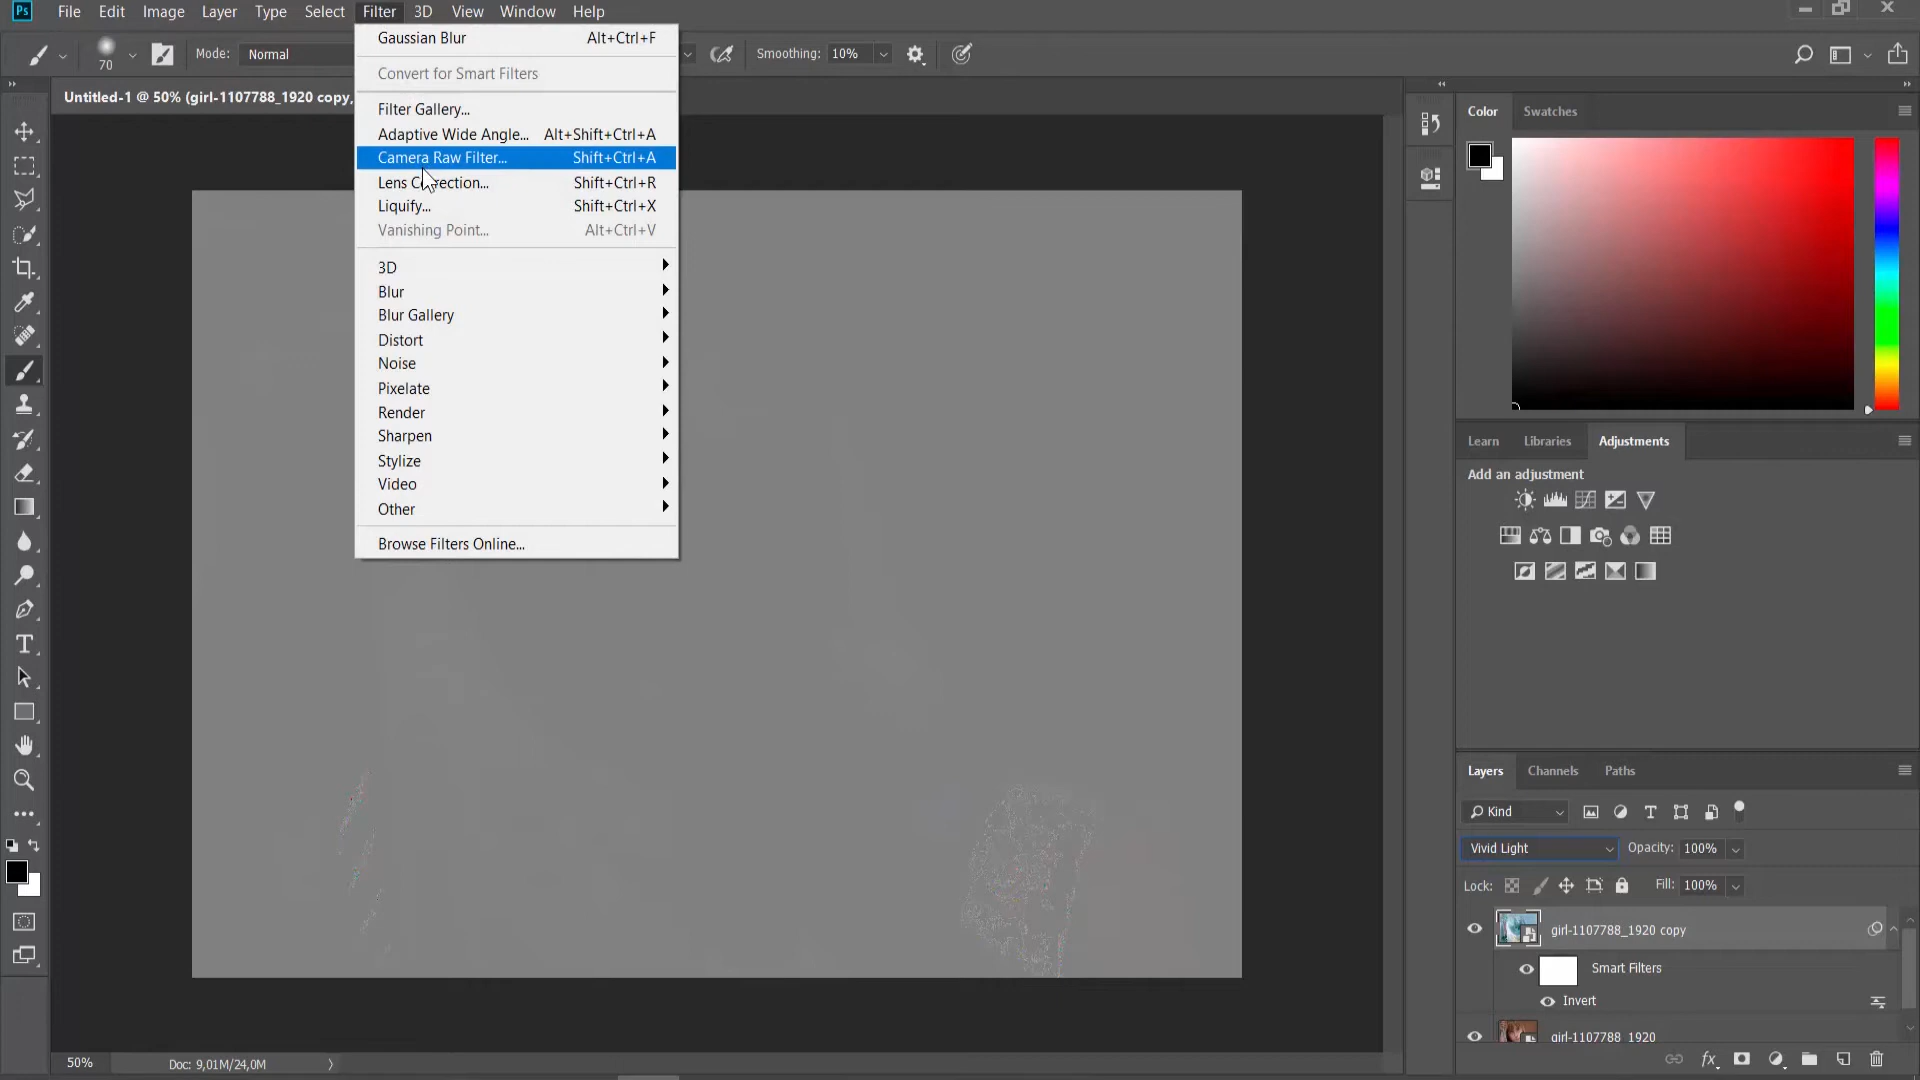 Ps File Edit Image Layer Type Select Filter 3D View Window Help
70 Mode: Normal Smoothing: 10%
Untitled-1 @ 50% (girl-1107788_1920 copy,
Gaussian Blur Alt+Ctrl+F
Convert for Smart Filters
Filter Gallery...
Adaptive Wide Angle... Alt+Shift+Ctrl+A
Camera Raw Filter... Shift+Ctrl+A
Lens Correction... Shift+Ctrl+R
Liquify... Shift+Ctrl+X
Vanishing Point... Alt+Ctrl+V
3D
Blur
Blur Gallery
Distort
Noise
Pixelate
Render
Sharpen
Stylize
Video
Other
Browse Filters Online...
Color Swatches
Learn Libraries Adjustments
Add an adjustment
Layers Channels Paths
Kind
Vivid Light Opacity: 100%
Lock: Fill: 100%
girl-1107788_1920 copy
Smart Filters
Invert
girl-1107788_1920
fx
50% Doc: 9,01M/24,0M